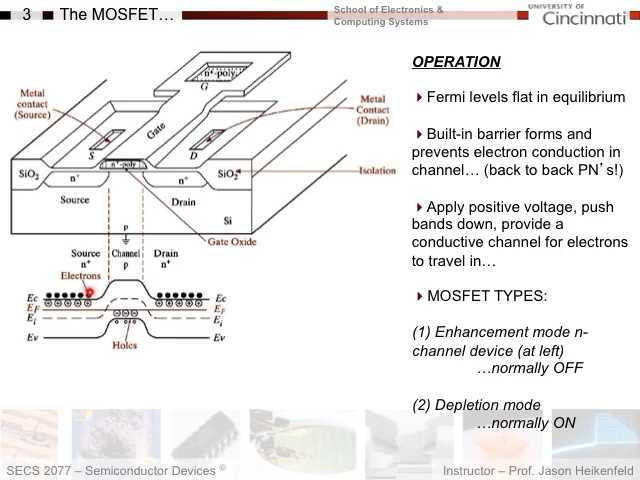 3 The MOSFET…
School of Electronics &
Computing Systems
UNIVERSITY OF
Cincinnati
n⁺-poly
G
Metal
contact
(Source)
Metal
Contact
(Drain)
Gate
S
D
n⁺-poly
SiO₂
n⁺
n⁺
SiO₂
Isolation
Source
Drain
Si
P
Gate Oxide
Source
n⁺
Channel
p
Drain
n⁺
Electrons
Ec
EF
Ei
Ev
Ec
EF
Ei
Ev
Holes
OPERATION
Fermi levels flat in equilibrium
Built-in barrier forms and
prevents electron conduction in
channel… (back to back PN's!)
Apply positive voltage, push
bands down, provide a
conductive channel for electrons
to travel in…
MOSFET TYPES:
(1) Enhancement mode n-
channel device (at left)
…normally OFF
(2) Depletion mode
…normally ON
SECS 2077 – Semiconductor Devices ©
Instructor – Prof. Jason Heikenfeld